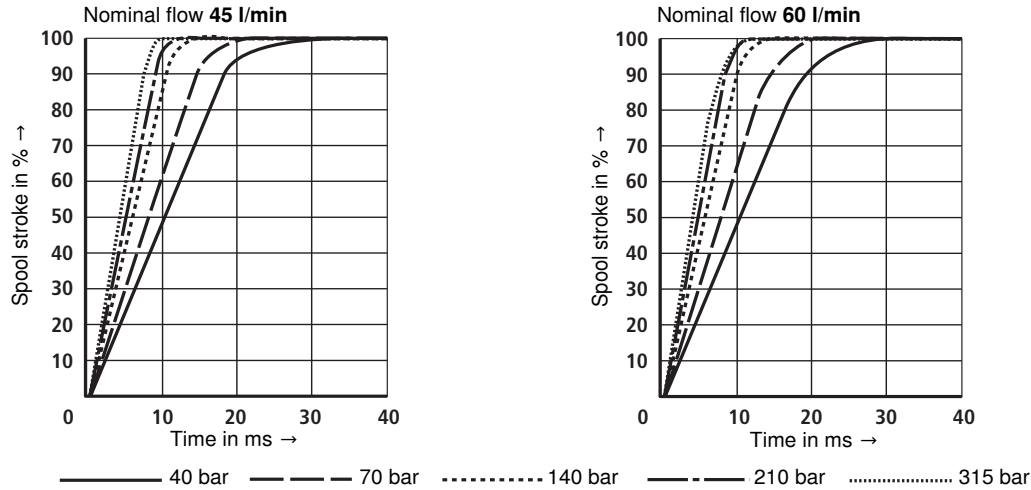 Nominal flow 45 l/min
Spool stroke in % →
100
90
80
70
60
50
40
30
20
10
0 10 20 30 40
Time in ms →
Nominal flow 60 l/min
Spool stroke in % →
100
90
80
70
60
50
40
30
20
10
0 10 20 30 40
Time in ms →
40 bar 70 bar 140 bar 210 bar 315 bar